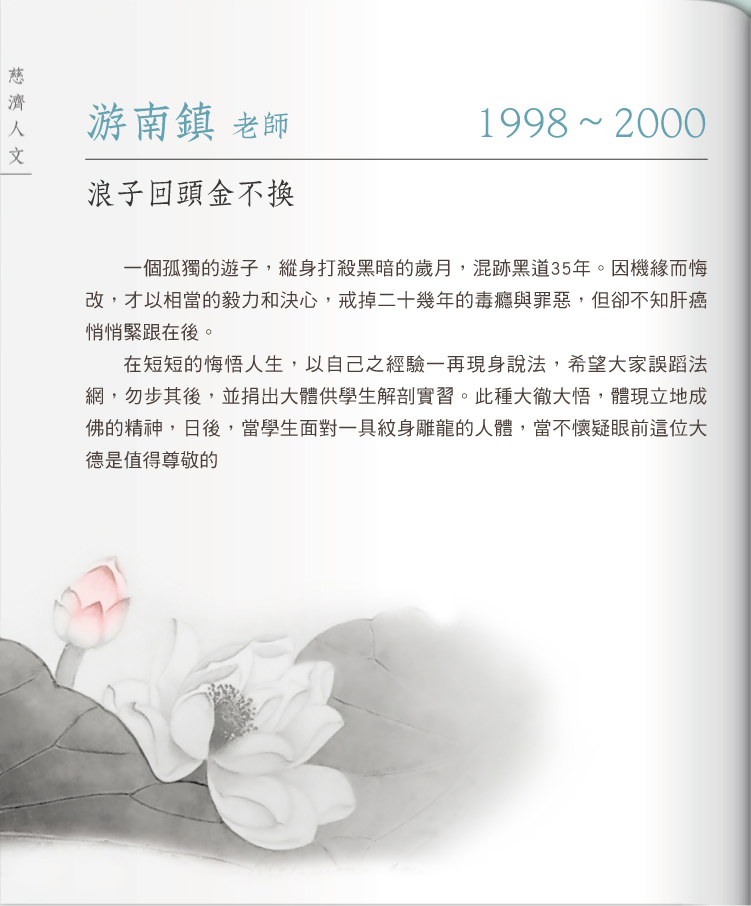 慈濟人文
游南鎮 老師 1998～2000
浪子回頭金不換
一個孤獨的遊子，縱身打殺黑暗的歲月，混跡黑道35年。因機緣而悔
改，才以相當的毅力和決心，戒掉二十幾年的毒癮與罪惡，但卻不知肝癌
悄悄緊跟在後。
在短短的悔悟人生，以自己之經驗一再現身說法，希望大家誤蹈法
網，勿步其後，並捐出大體供學生解剖實習。此種大徹大悟，體現立地成
佛的精神，日後，當學生面對一具紋身雕龍的人體，當不懷疑眼前這位大
德是值得尊敬的